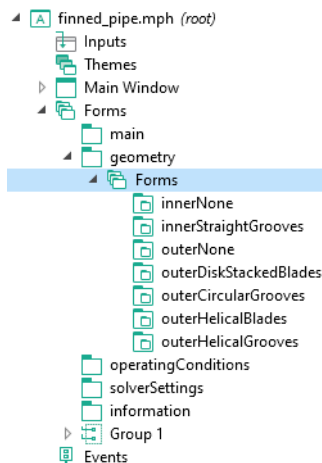 finned_pipe.mph (root)
Inputs
Themes
Main Window
Forms
main
geometry
Forms
innerNone
innerStraightGrooves
outerNone
outerDiskStackedBlades
outerCircularGrooves
outerHelicalBlades
outerHelicalGrooves
operatingConditions
solverSettings
information
Group 1
Events